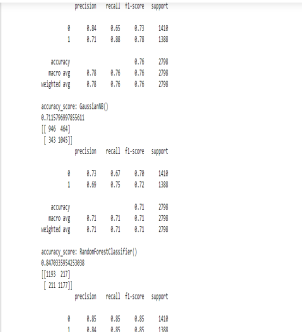 precision recall f1-score support
0 0.84 0.65 0.73 1410
1 0.71 0.88 0.78 1388
accuracy 0.76 2798
macro avg 0.78 0.76 0.76 2798
weighted avg 0.78 0.76 0.76 2798
accuracy_score: GaussianNB()
[[ 946 464]
[ 343 1045]]
precision recall f1-score support
0 0.73 0.67 0.70 1410
1 0.69 0.75 0.72 1388
accuracy 0.71 2798
macro avg 0.71 0.71 0.71 2798
weighted avg 0.71 0.71 0.71 2798
accuracy_score: RandomForestClassifier()
[[1193 217]
[ 211 1177]]
precision recall f1-score support
0 0.85 0.85 0.85 1410
1 0.84 0.85 0.85 1388